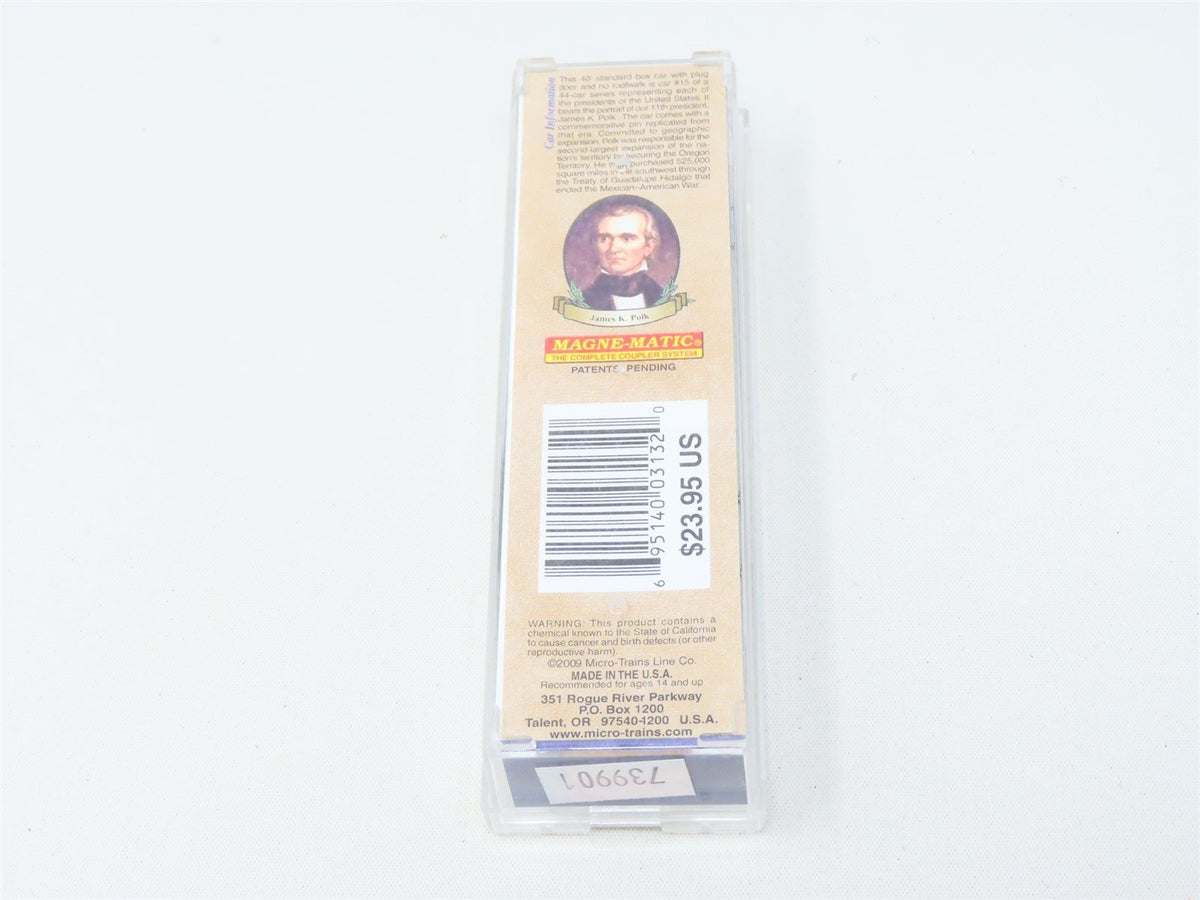 Car Information
This 40' standard box car with plug
door and no roofwalk is car #15 of a
44-car series representing each of
the presidents of the United States. It
bears the portrait of our 11th president,
James K. Polk. The car comes with a
commemorative pin replicated from
that era. Committed to geographic
expansion, Polk was responsible for the
second-largest expansion of the na-
tion's territory by securing the Oregon
Territory. He then purchased 525,000
square miles in the southwest through
the Treaty of Guadalupe Hidalgo that
ended the Mexican–American War.
James K. Polk
MAGNE-MATIC®
THE COMPLETE COUPLER SYSTEM
PATENTS PENDING
6 95140 03132 0
$23.95 US
WARNING: This product contains a
chemical known to the State of California
to cause cancer and birth defects (or other
reproductive harm).
©2009 Micro-Trains Line Co.
MADE IN THE U.S.A.
Recommended for ages 14 and up
351 Rogue River Parkway
P.O. Box 1200
Talent, OR 97540-1200 U.S.A.
www.micro-trains.com
739901